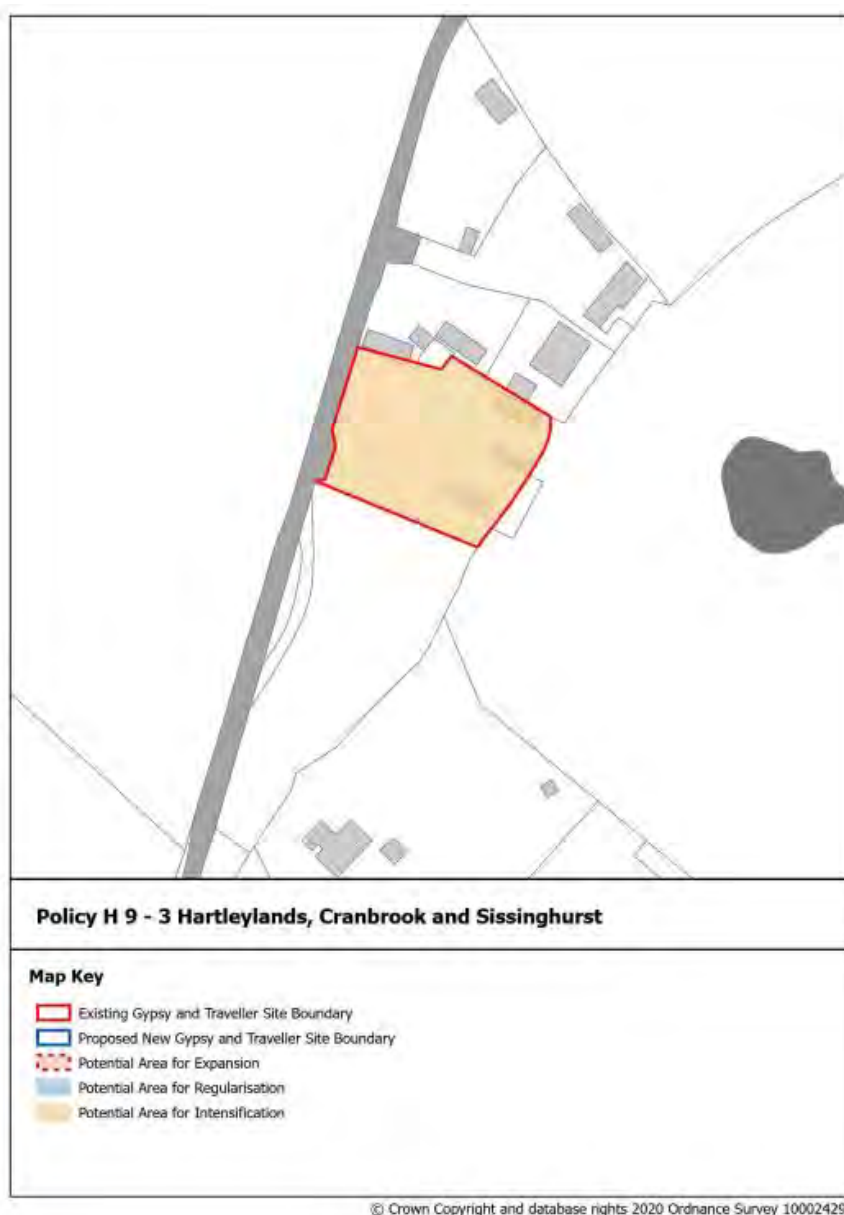 Policy H 9 - 3 Hartleylands, Cranbrook and Sissinghurst
Map Key
Existing Gypsy and Traveller Site Boundary
Proposed New Gypsy and Traveller Site Boundary
Potential Area for Expansion
Potential Area for Regularisation
Potential Area for Intensification
© Crown Copyright and database rights 2020 Ordnance Survey 10002429